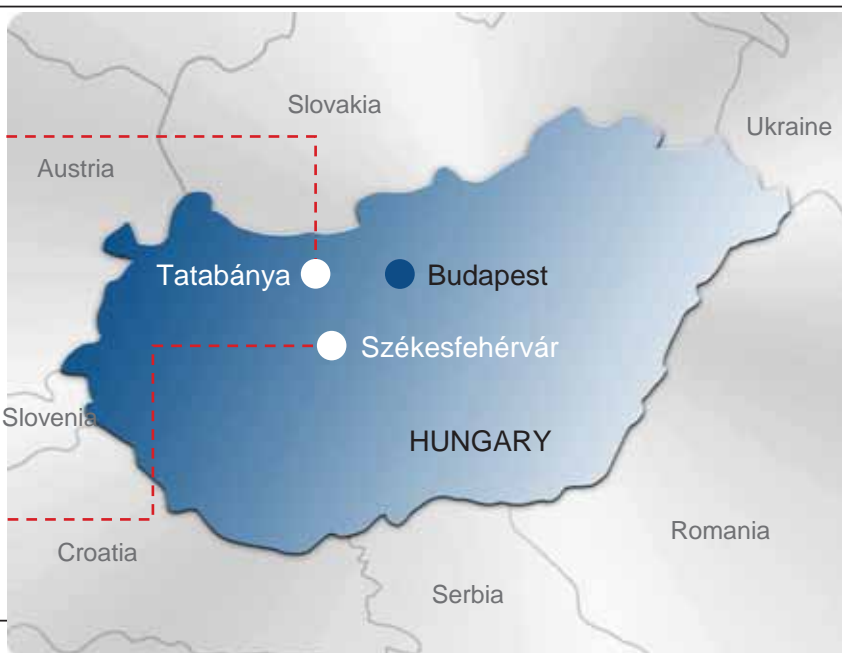 Slovakia
Ukraine
Austria
Tatabánya
Budapest
Székesfehérvár
Slovenia
HUNGARY
Romania
Croatia
Serbia